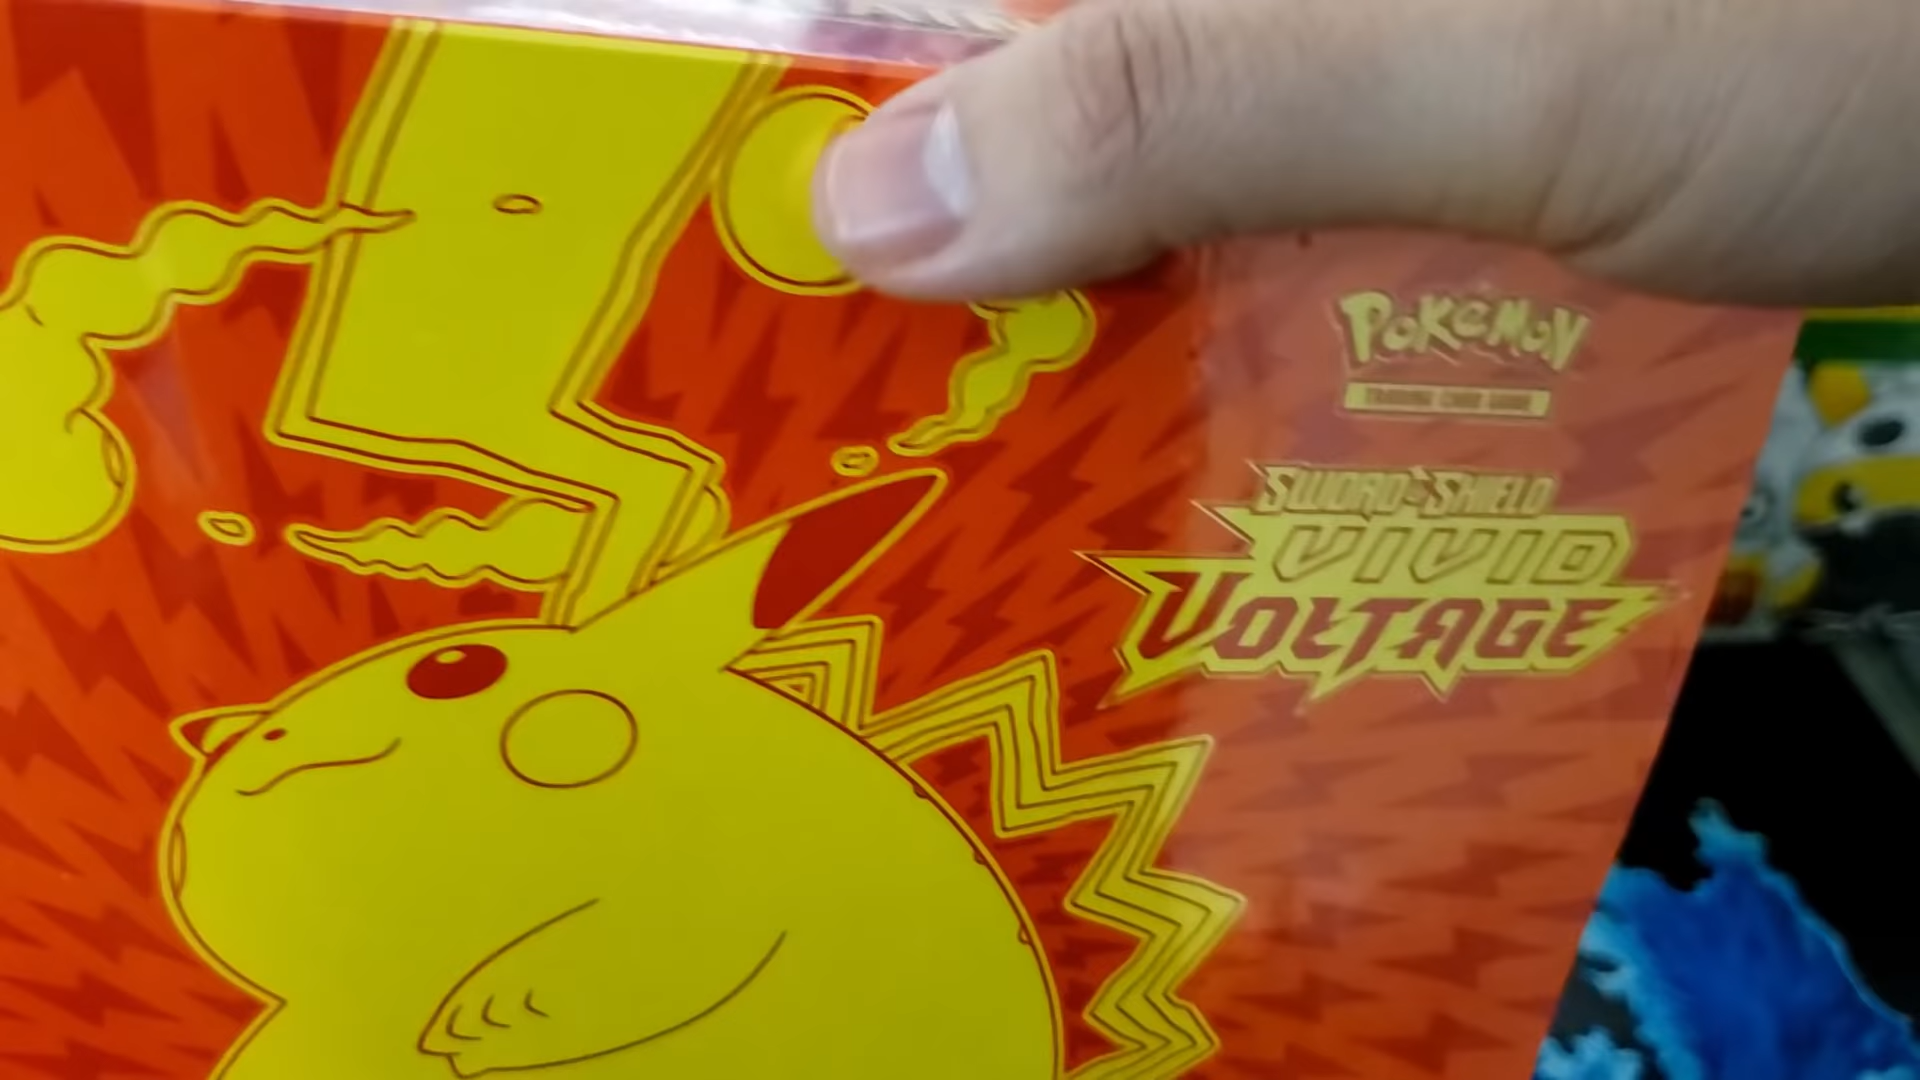 POKéMON
TRADING CARD GAME
SWORD & SHIELD
VIVID
VOLTAGE